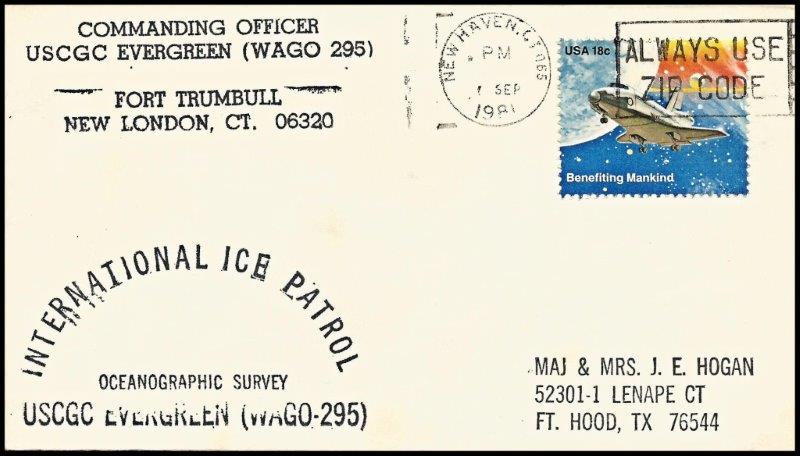 COMMANDING OFFICER
USCGC EVERGREEN (WAGO 295)
FORT TRUMBULL
NEW LONDON, CT. 06320
NEW HAVEN, CT 065
PM
SEP
1981
USA 18c
ALWAYS USE
ZIP CODE
Benefiting Mankind
INTERNATIONAL ICE PATROL
OCEANOGRAPHIC SURVEY
USCGC EVERGREEN (WAGO-295)
MAJ & MRS. J. E. HOGAN
52301-1 LENAPE CT
FT. HOOD, TX 76544